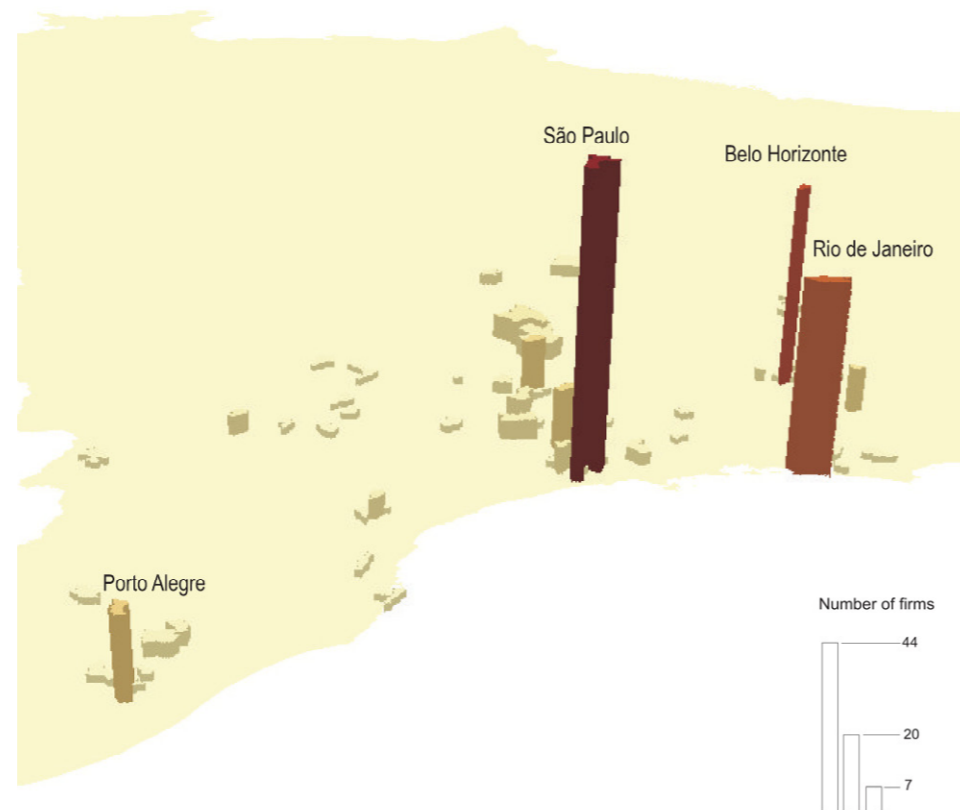 São Paulo
Belo Horizonte
Rio de Janeiro
Porto Alegre
Number of firms
44
20
7